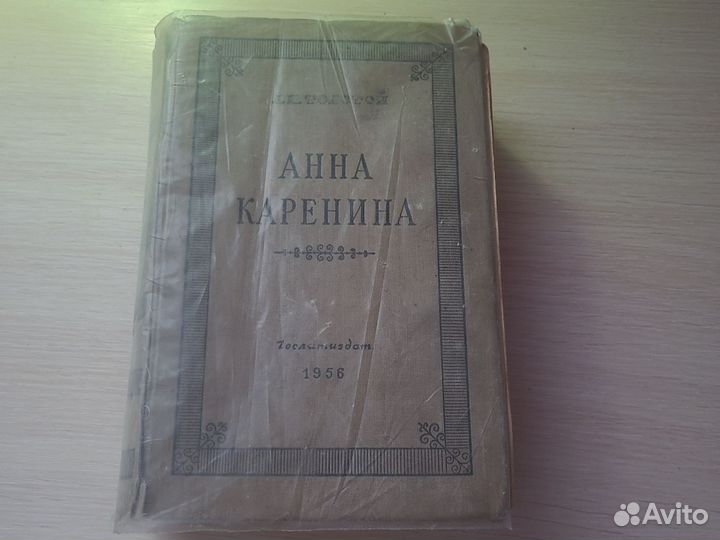 Л.Н.ТОЛСТОЙ
АННА
КАРЕНИНА
Гослитиздат
1956
Avito